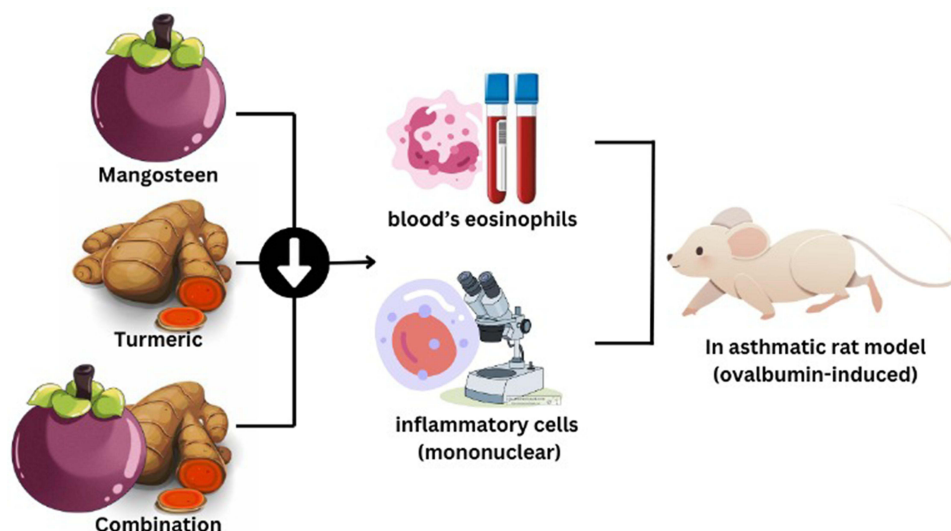 Mangosteen
blood's eosinophils
Turmeric
In asthmatic rat model
(ovalbumin-induced)
inflammatory cells
(mononuclear)
Combination